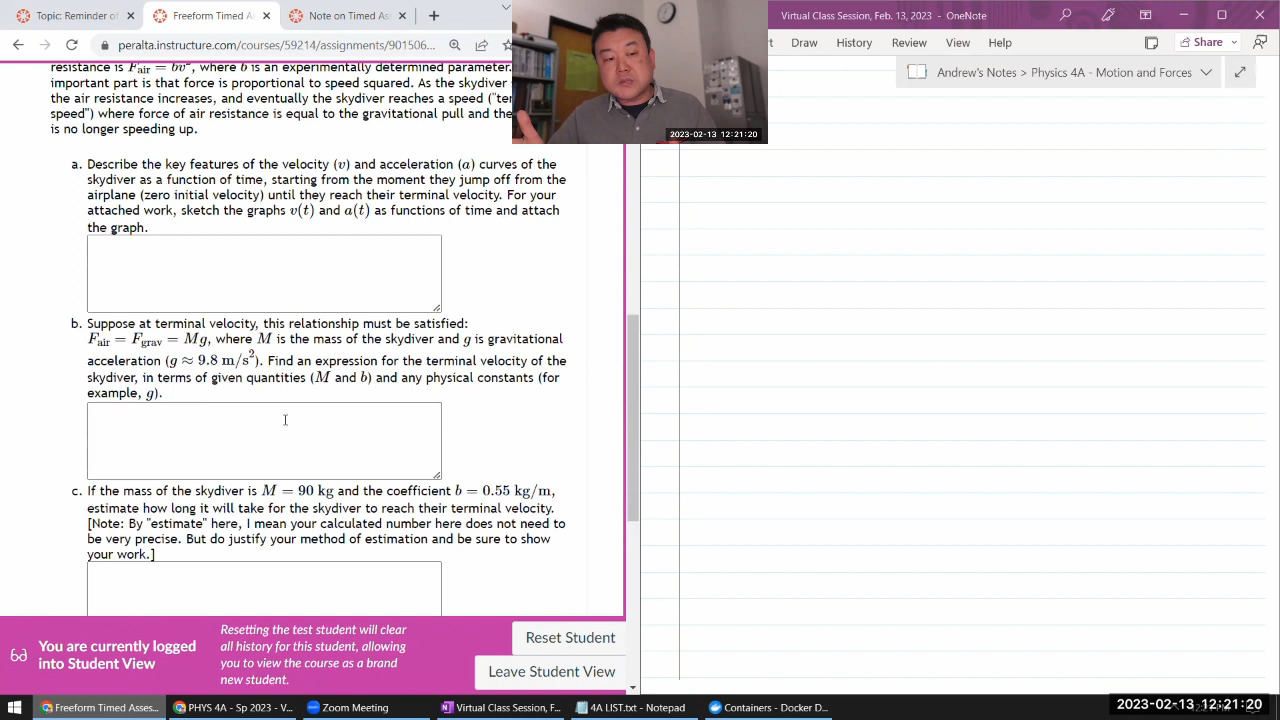 Topic: Reminder of
Freeform Timed Ass
Note on Timed Ass
peralta.instructure.com/courses/59214/assignments/901506...
2023-02-13 12:21:20
Virtual Class Session, Feb. 13, 2023 - OneNote
Draw History Review View Help Share
Andrew's Notes > Physics 4A - Motion and Forces
resistance is F_air = bv², where b is an experimentally determined parameter.
important part is that force is proportional to speed squared. As the skydiver
the air resistance increases, and eventually the skydiver reaches a speed ("ter
speed") where force of air resistance is equal to the gravitational pull and the
is no longer speeding up.
a. Describe the key features of the velocity (v) and acceleration (a) curves of the
skydiver as a function of time, starting from the moment they jump off from the
airplane (zero initial velocity) until they reach their terminal velocity. For your
attached work, sketch the graphs v(t) and a(t) as functions of time and attach
the graph.
b. Suppose at terminal velocity, this relationship must be satisfied:
F_air = F_grav = Mg, where M is the mass of the skydiver and g is gravitational
acceleration (g ≈ 9.8 m/s²). Find an expression for the terminal velocity of the
skydiver, in terms of given quantities (M and b) and any physical constants (for
example, g).
c. If the mass of the skydiver is M = 90 kg and the coefficient b = 0.55 kg/m,
estimate how long it will take for the skydiver to reach their terminal velocity.
[Note: By "estimate" here, I mean your calculated number here does not need to
be very precise. But do justify your method of estimation and be sure to show
your work.]
You are currently logged
into Student View
Resetting the test student will clear
all history for this student, allowing
you to view the course as a brand
new student.
Reset Student
Leave Student View
Freeform Timed Asses...
PHYS 4A - Sp 2023 - V...
Zoom Meeting
Virtual Class Session, F...
4A LIST.txt - Notepad
Containers - Docker D...
2023-02-13 12:21:20